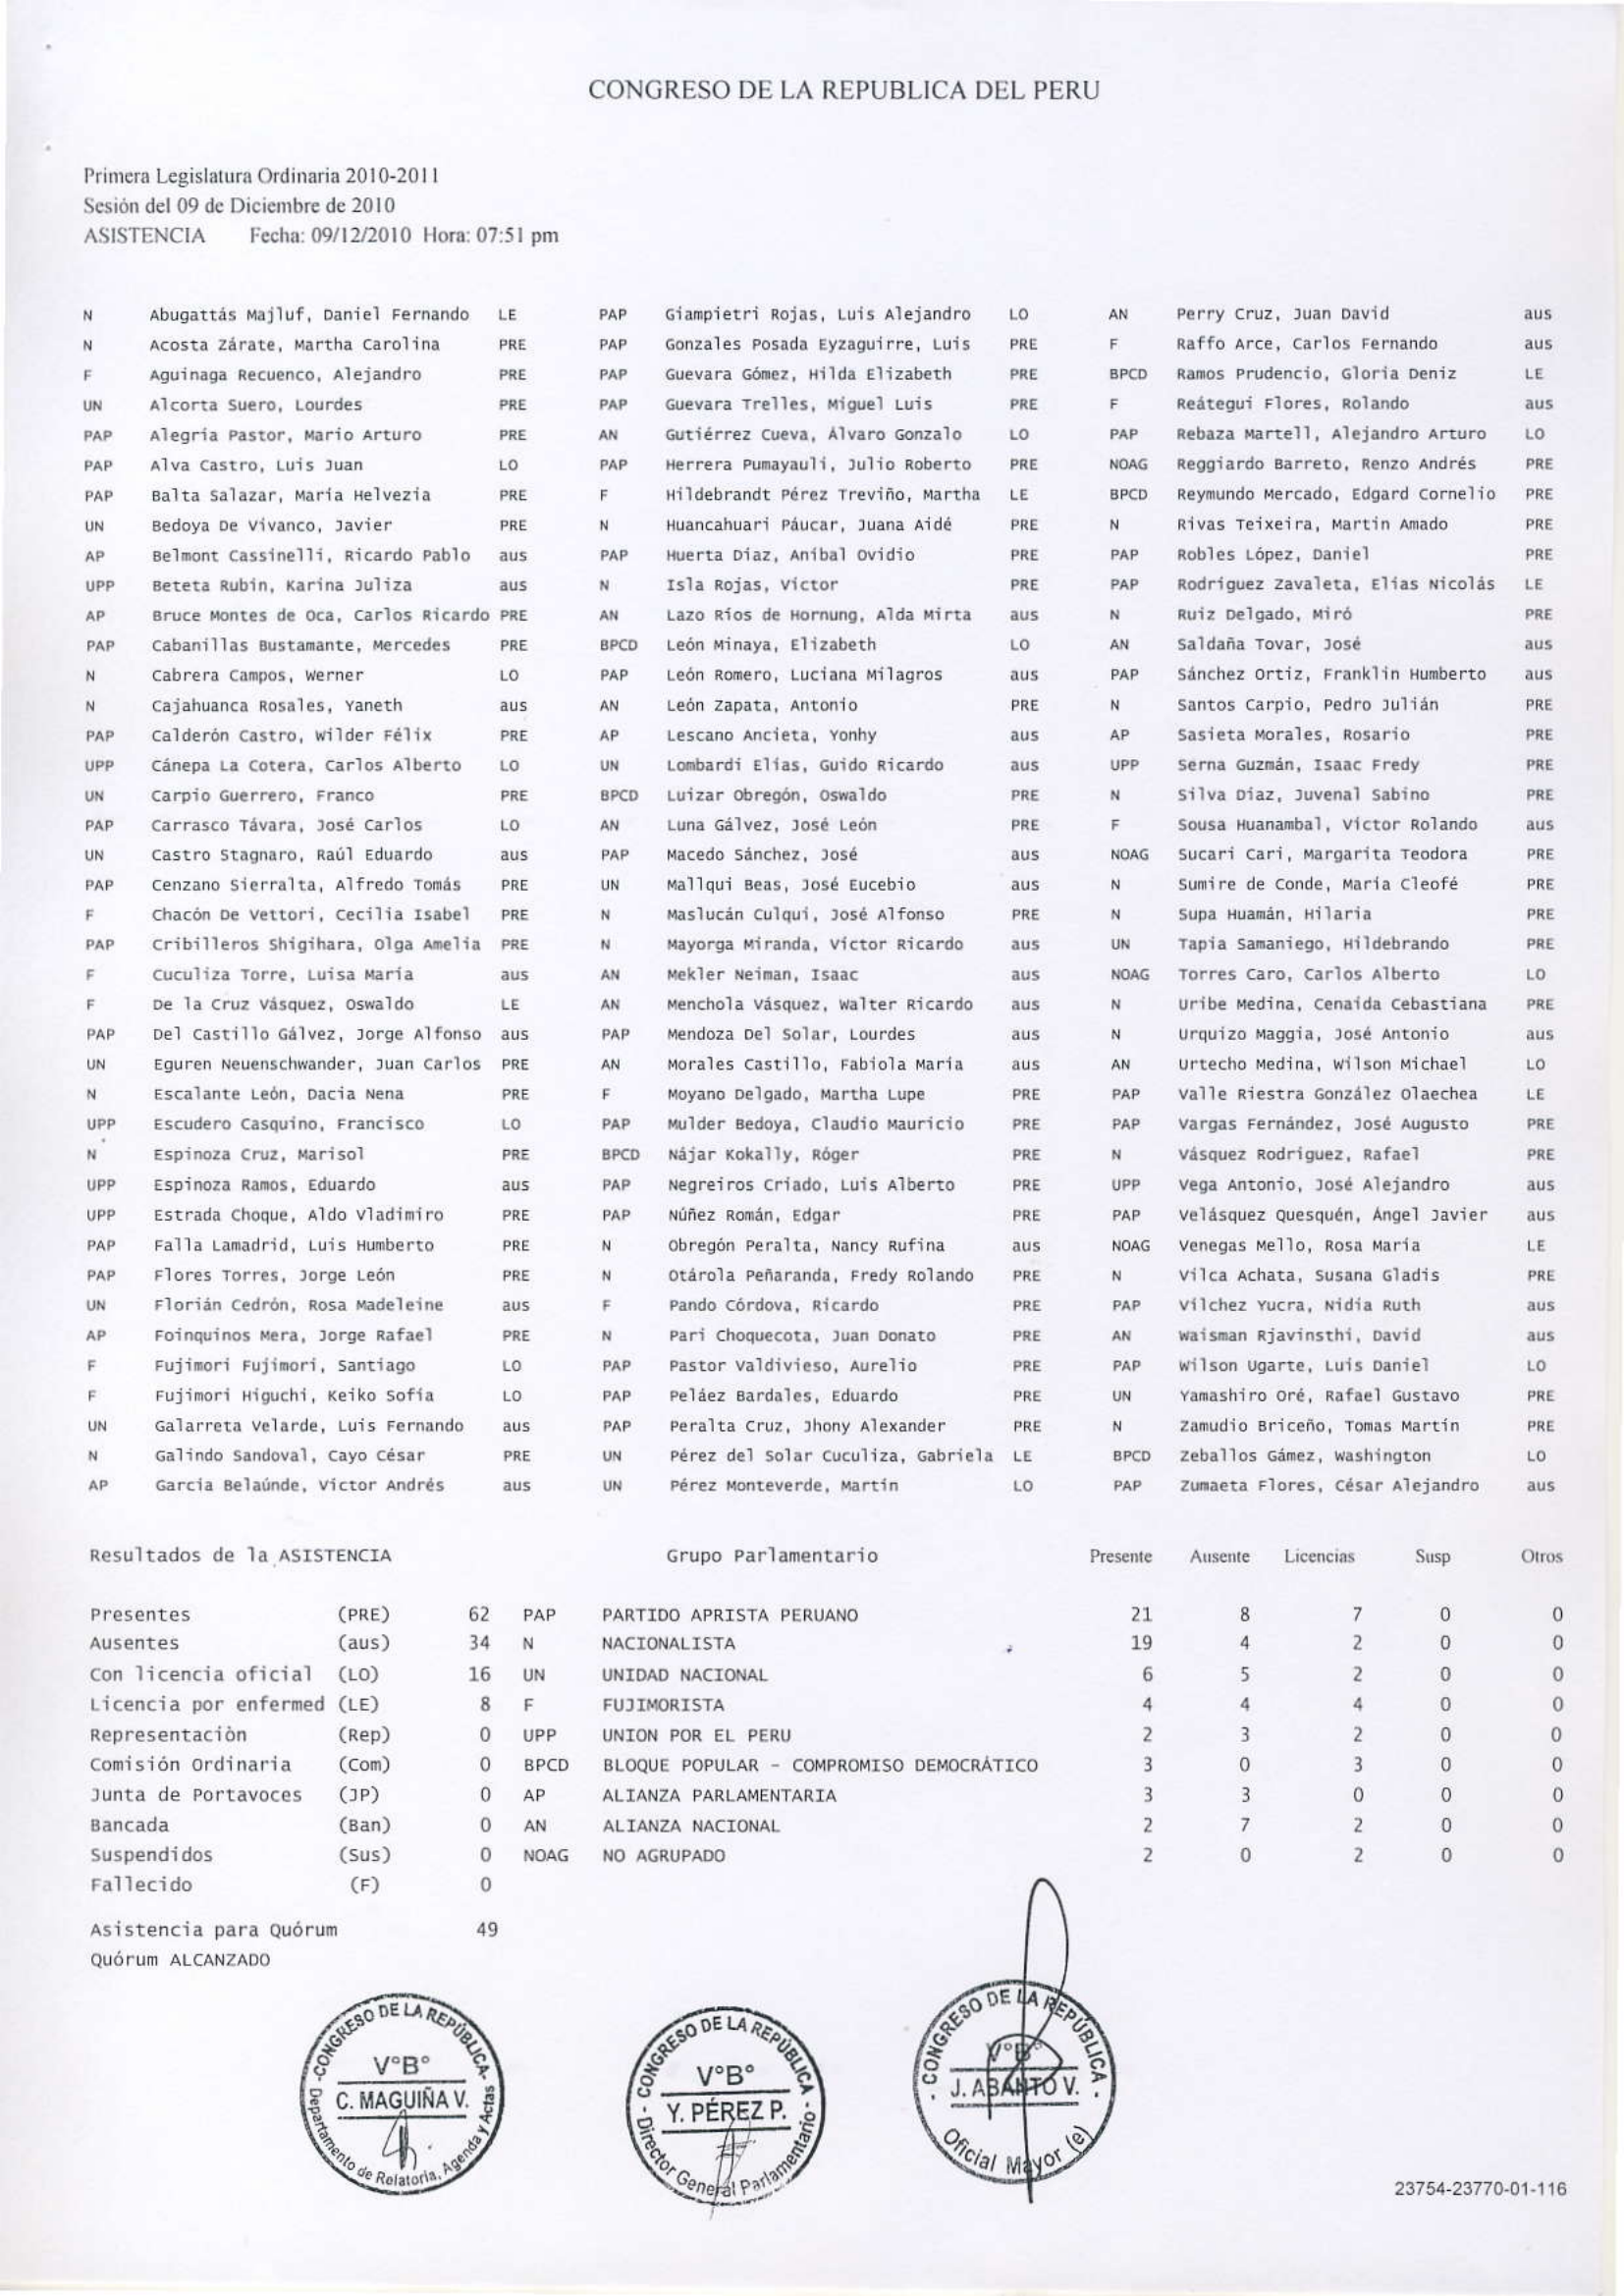 CONGRESO DE LA REPUBLICA DEL PERU
Primera Legislatura Ordinaria 2010-2011
Sesión del 09 de Diciembre de 2010
ASISTENCIA Fecha: 09/12/2010 Hora: 07:51 pm
N Abugattás Majluf, Daniel Fernando LE PAP Giampietri Rojas, Luis Alejandro LO AN Perry Cruz, Juan David aus
N Acosta Zárate, Martha Carolina PRE PAP Gonzales Posada Eyzaguirre, Luis PRE F Raffo Arce, Carlos Fernando aus
F Aguinaga Recuenco, Alejandro PRE PAP Guevara Gómez, Hilda Elizabeth PRE BPCD Ramos Prudencio, Gloria Deniz LE
UN Alcorta Suero, Lourdes PRE PAP Guevara Trelles, Miguel Luis PRE F Reátegui Flores, Rolando aus
PAP Alegría Pastor, Mario Arturo PRE AN Gutiérrez Cueva, Álvaro Gonzalo LO PAP Rebaza Martell, Alejandro Arturo LO
PAP Alva Castro, Luis Juan LO PAP Herrera Pumayauli, Julio Roberto PRE NOAG Reggiardo Barreto, Renzo Andrés PRE
PAP Balta Salazar, María Helvezia PRE F Hildebrandt Pérez Treviño, Martha LE BPCD Reymundo Mercado, Edgard Cornelio PRE
UN Bedoya De Vivanco, Javier PRE N Huancahuari Páucar, Juana Aidé PRE N Rivas Teixeira, Martin Amado PRE
AP Belmont Cassinelli, Ricardo Pablo aus PAP Huerta Díaz, Anibal Ovidio PRE PAP Robles López, Daniel PRE
UPP Beteta Rubín, Karina Juliza aus N Isla Rojas, Víctor PRE PAP Rodriguez Zavaleta, Elías Nicolás LE
AP Bruce Montes de Oca, Carlos Ricardo PRE AN Lazo Ríos de Hornung, Alda Mirta aus N Ruiz Delgado, Miró PRE
PAP Cabanillas Bustamante, Mercedes PRE BPCD León Minaya, Elizabeth LO AN Saldaña Tovar, José aus
N Cabrera Campos, Werner LO PAP León Romero, Luciana Milagros aus PAP Sánchez Ortiz, Franklin Humberto aus
N Cajahuanca Rosales, Yaneth aus AN León Zapata, Antonio PRE N Santos Carpio, Pedro Julián PRE
PAP Calderón Castro, Wilder Félix PRE AP Lescano Ancieta, Yonhy aus AP Sasieta Morales, Rosario PRE
UPP Cánepa La Cotera, Carlos Alberto LO UN Lombardi Elías, Guido Ricardo aus UPP Serna Guzmán, Isaac Fredy PRE
UN Carpio Guerrero, Franco PRE BPCD Luizar Obregón, Oswaldo PRE N Silva Díaz, Juvenal Sabino PRE
PAP Carrasco Távara, José Carlos LO AN Luna Gálvez, José León PRE F Sousa Huanambal, Víctor Rolando aus
UN Castro Stagnaro, Raúl Eduardo aus PAP Macedo Sánchez, José aus NOAG Sucari Cari, Margarita Teodora PRE
PAP Cenzano Sierralta, Alfredo Tomás PRE UN Mallqui Beas, José Eucebio aus N Sumire de Conde, María Cleofé PRE
F Chacón De Vettori, Cecilia Isabel PRE N Maslucán Culqui, José Alfonso PRE N Supa Huamán, Hilaria PRE
PAP Cribilleros Shigihara, Olga Amelia PRE N Mayorga Miranda, Víctor Ricardo aus UN Tapia Samaniego, Hildebrando PRE
F Cuculiza Torre, Luisa María aus AN Mekler Neiman, Isaac aus NOAG Torres Caro, Carlos Alberto LO
F De la Cruz Vásquez, Oswaldo LE AN Menchola Vásquez, Walter Ricardo aus N Uribe Medina, Cenaida Cebastiana PRE
PAP Del Castillo Gálvez, Jorge Alfonso aus PAP Mendoza Del Solar, Lourdes aus N Urquizo Maggia, José Antonio aus
UN Eguren Neuenschwander, Juan Carlos PRE AN Morales Castillo, Fabiola María aus AN Urtecho Medina, Wilson Michael LO
N Escalante León, Dacia Nena PRE F Moyano Delgado, Martha Lupe PRE PAP Valle Riestra González Olaechea LE
UPP Escudero Casquino, Francisco LO PAP Mulder Bedoya, Claudio Mauricio PRE PAP Vargas Fernández, José Augusto PRE
N Espinoza Cruz, Marisol PRE BPCD Nájar Kokally, Róger PRE N Vásquez Rodríguez, Rafael PRE
UPP Espinoza Ramos, Eduardo aus PAP Negreiros Criado, Luis Alberto PRE UPP Vega Antonio, José Alejandro aus
UPP Estrada Choque, Aldo Vladimiro PRE PAP Núñez Román, Edgar PRE PAP Velásquez Quesquén, Ángel Javier aus
PAP Falla Lamadrid, Luis Humberto PRE N Obregón Peralta, Nancy Rufina aus NOAG Venegas Mello, Rosa María LE
PAP Flores Torres, Jorge León PRE N Otárola Peñaranda, Fredy Rolando PRE N Vilca Achata, Susana Gladis PRE
UN Florián Cedrón, Rosa Madeleine aus F Pando Córdova, Ricardo PRE PAP Vílchez Yucra, Nidia Ruth aus
AP Foinquinos Mera, Jorge Rafael PRE N Pari Choquecota, Juan Donato PRE AN Waisman Rjavinsthi, David aus
F Fujimori Fujimori, Santiago LO PAP Pastor Valdivieso, Aurelio PRE PAP Wilson Ugarte, Luis Daniel LO
F Fujimori Higuchi, Keiko Sofía LO PAP Peláez Bardales, Eduardo PRE UN Yamashiro Oré, Rafael Gustavo PRE
UN Galarreta Velarde, Luis Fernando aus PAP Peralta Cruz, Jhony Alexander PRE N Zamudio Briceño, Tomas Martín PRE
N Galindo Sandoval, Cayo César PRE UN Pérez del Solar Cuculiza, Gabriela LE BPCD Zeballos Gámez, Washington LO
AP García Belaúnde, Víctor Andrés aus UN Pérez Monteverde, Martín LO PAP Zumaeta Flores, César Alejandro aus
Resultados de la ASISTENCIA Grupo Parlamentario Presente Ausente Licencias Susp Otros
Presentes (PRE) 62 PAP PARTIDO APRISTA PERUANO 21 8 7 0 0
Ausentes (aus) 34 N NACIONALISTA 19 4 2 0 0
Con licencia oficial (LO) 16 UN UNIDAD NACIONAL 6 5 2 0 0
Licencia por enfermed (LE) 8 F FUJIMORISTA 4 4 4 0 0
Representación (Rep) 0 UPP UNION POR EL PERU 2 3 2 0 0
Comisión Ordinaria (Com) 0 BPCD BLOQUE POPULAR - COMPROMISO DEMOCRÁTICO 3 0 3 0 0
Junta de Portavoces (JP) 0 AP ALIANZA PARLAMENTARIA 3 3 0 0 0
Bancada (Ban) 0 AN ALIANZA NACIONAL 2 7 2 0 0
Suspendidos (Sus) 0 NOAG NO AGRUPADO 2 0 2 0 0
Fallecido (F) 0
Asistencia para Quórum 49
Quórum ALCANZADO
-CONGRESO DE LA REPÚBLICA-
V°B°
C. MAGUIÑA V.
Departamento de Relatoría, Agenda y Actas
- CONGRESO DE LA REPÚBLICA -
V°B°
Y. PÉREZ P.
Director General Parlamentario
- CONGRESO DE LA REPÚBLICA -
V°B°
J. ABANTO V.
Oficial Mayor (e)
23754-23770-01-116